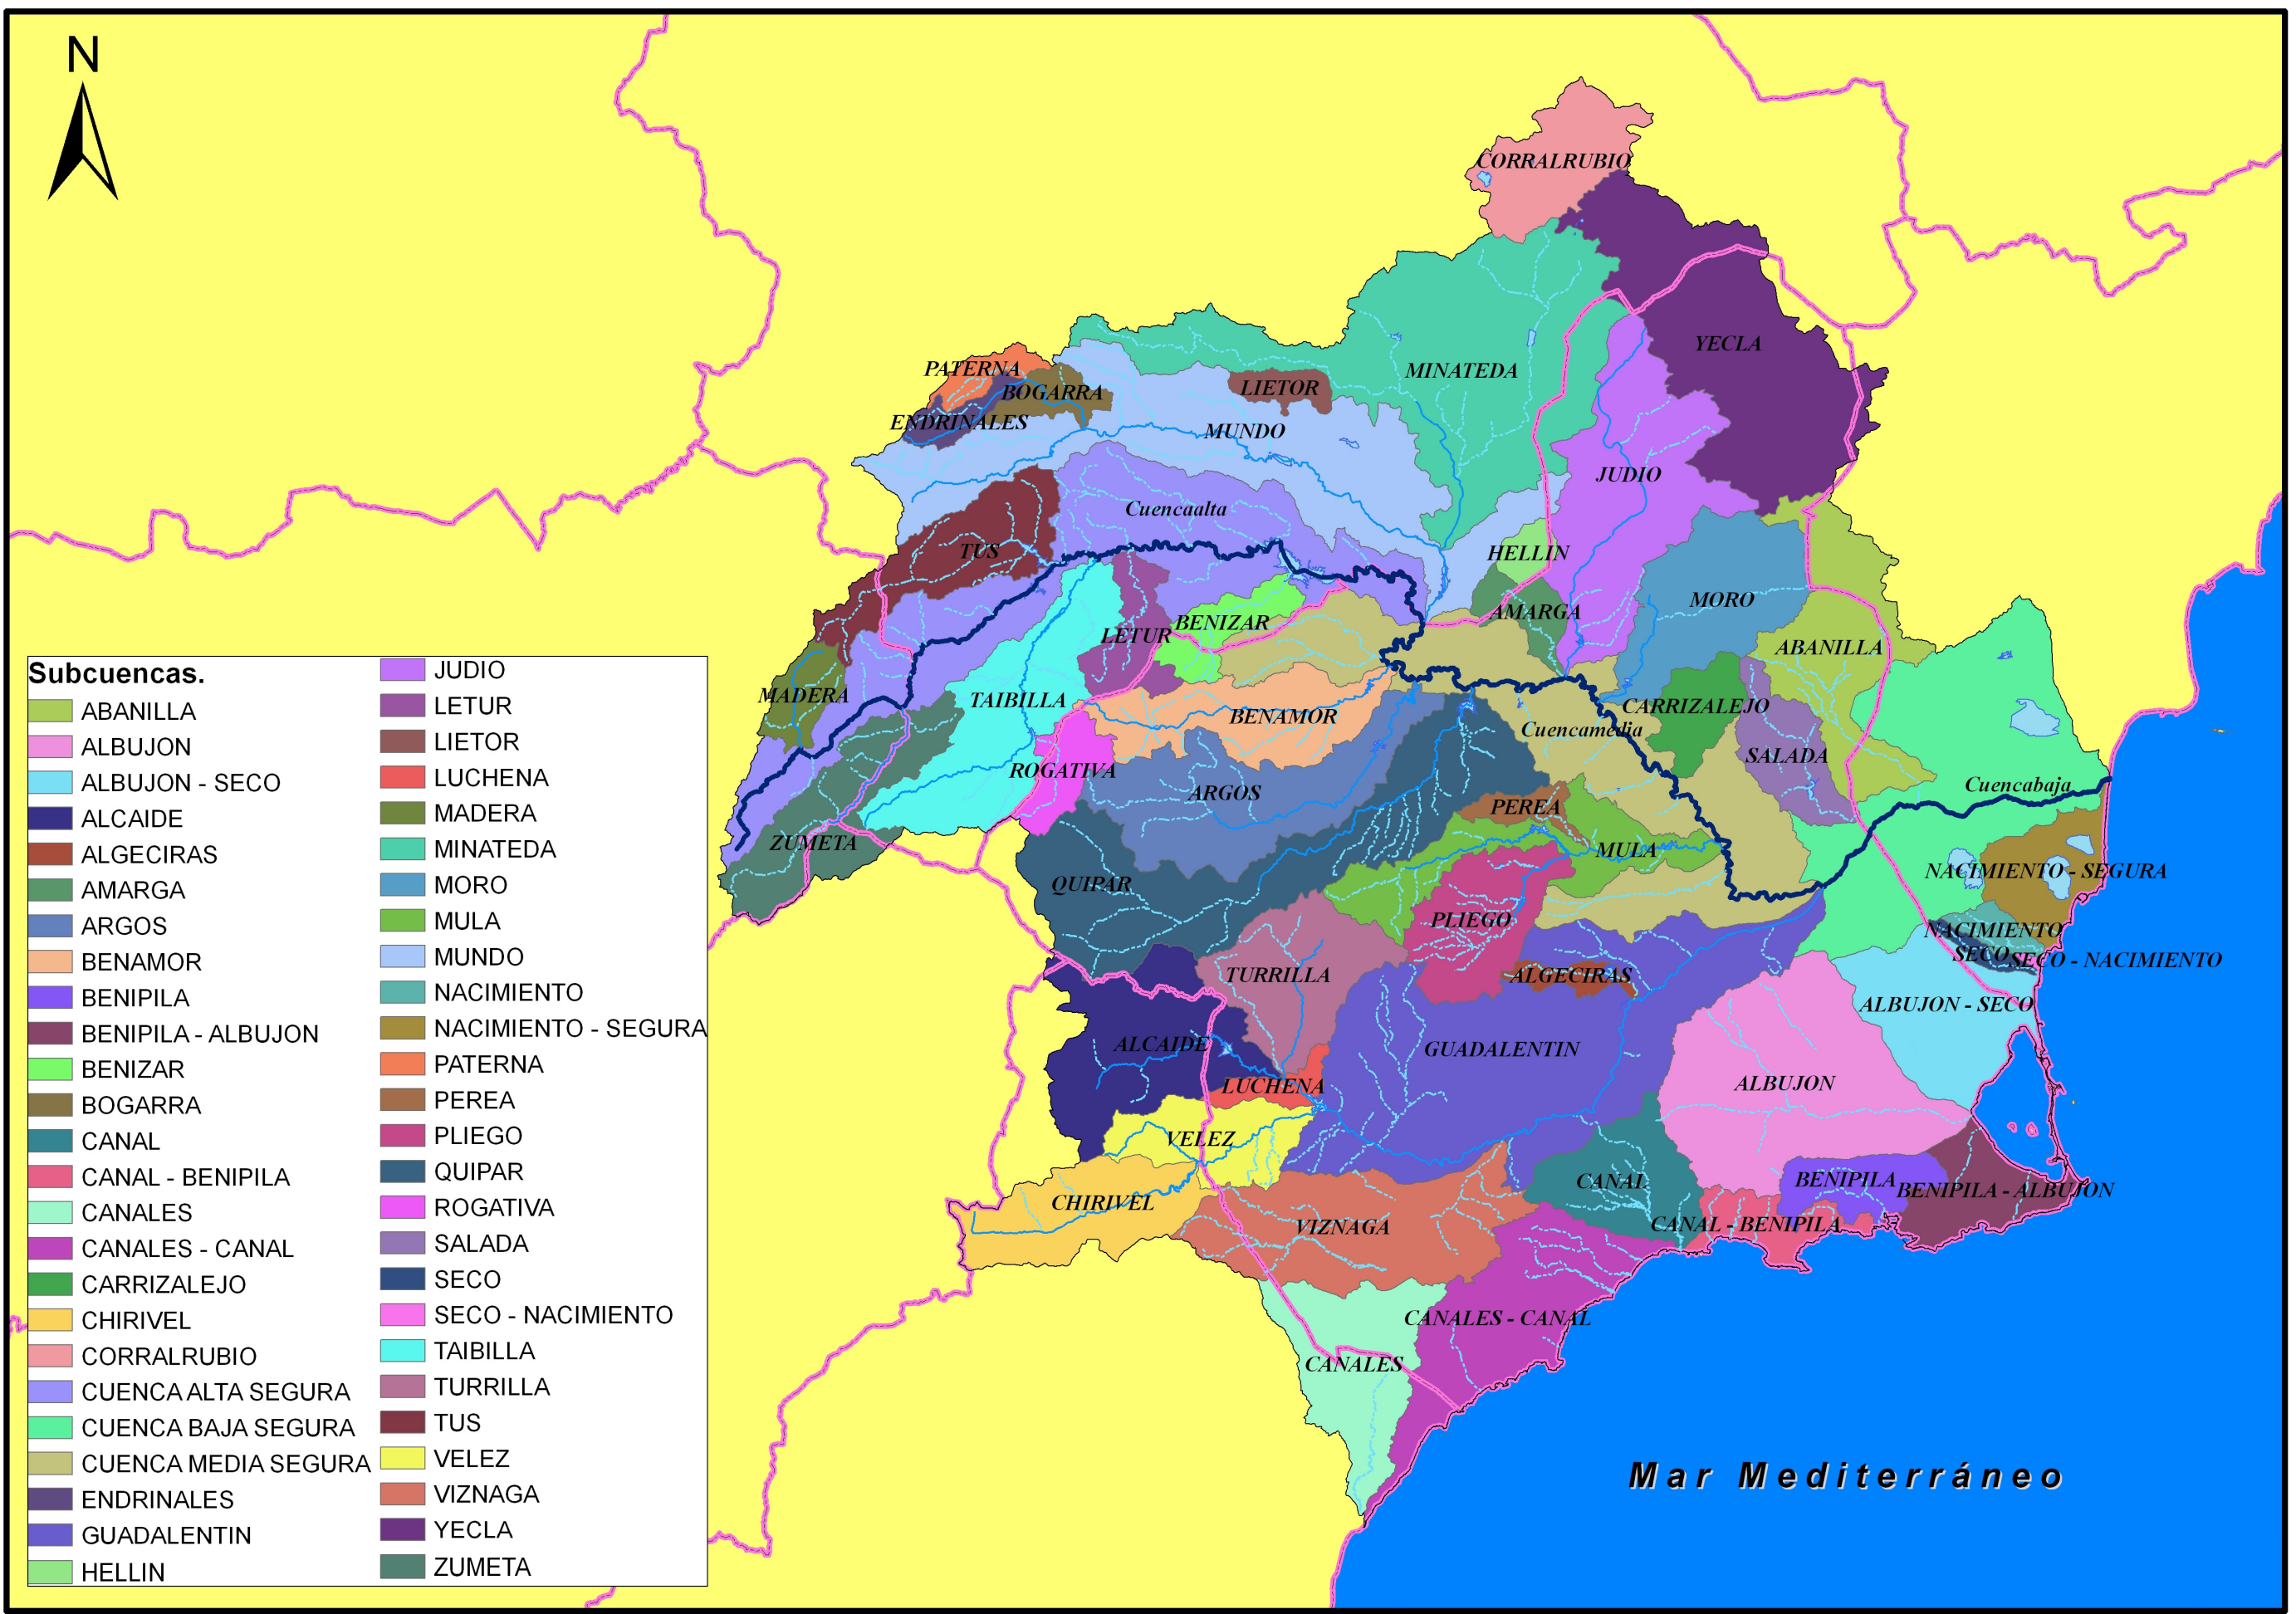 N
CORRALRUBIO
YECLA
PATERNA
MINATEDA
BOGARRA
LIETOR
ENDRINALES
MUNDO
JUDIO
Cuencaalta
TUS
HELLIN
MORO
AMARGA
BENIZAR
LETUR
ABANILLA
MADERA
TAIBILLA
CARRIZALEJO
BENAMOR
Cuencamedia
SALADA
ROGATIVA
Cuencabaja
ARGOS
PEREA
ZUMETA
MULA
NACIMIENTO - SEGURA
QUIPAR
PLIEGO
NACIMIENTO
SECO
SECO - NACIMIENTO
TURRILLA
ALGECIRAS
ALBUJON - SECO
ALCAIDE
GUADALENTIN
LUCHENA
ALBUJON
VELEZ
CANAL
BENIPILA
BENIPILA - ALBUJON
CHIRIVEL
VIZNAGA
CANAL - BENIPILA
CANALES - CANAL
CANALES
Mar Mediterráneo
Subcuencas.
ABANILLA
ALBUJON
ALBUJON - SECO
ALCAIDE
ALGECIRAS
AMARGA
ARGOS
BENAMOR
BENIPILA
BENIPILA - ALBUJON
BENIZAR
BOGARRA
CANAL
CANAL - BENIPILA
CANALES
CANALES - CANAL
CARRIZALEJO
CHIRIVEL
CORRALRUBIO
CUENCA ALTA SEGURA
CUENCA BAJA SEGURA
CUENCA MEDIA SEGURA
ENDRINALES
GUADALENTIN
HELLIN
JUDIO
LETUR
LIETOR
LUCHENA
MADERA
MINATEDA
MORO
MULA
MUNDO
NACIMIENTO
NACIMIENTO - SEGURA
PATERNA
PEREA
PLIEGO
QUIPAR
ROGATIVA
SALADA
SECO
SECO - NACIMIENTO
TAIBILLA
TURRILLA
TUS
VELEZ
VIZNAGA
YECLA
ZUMETA